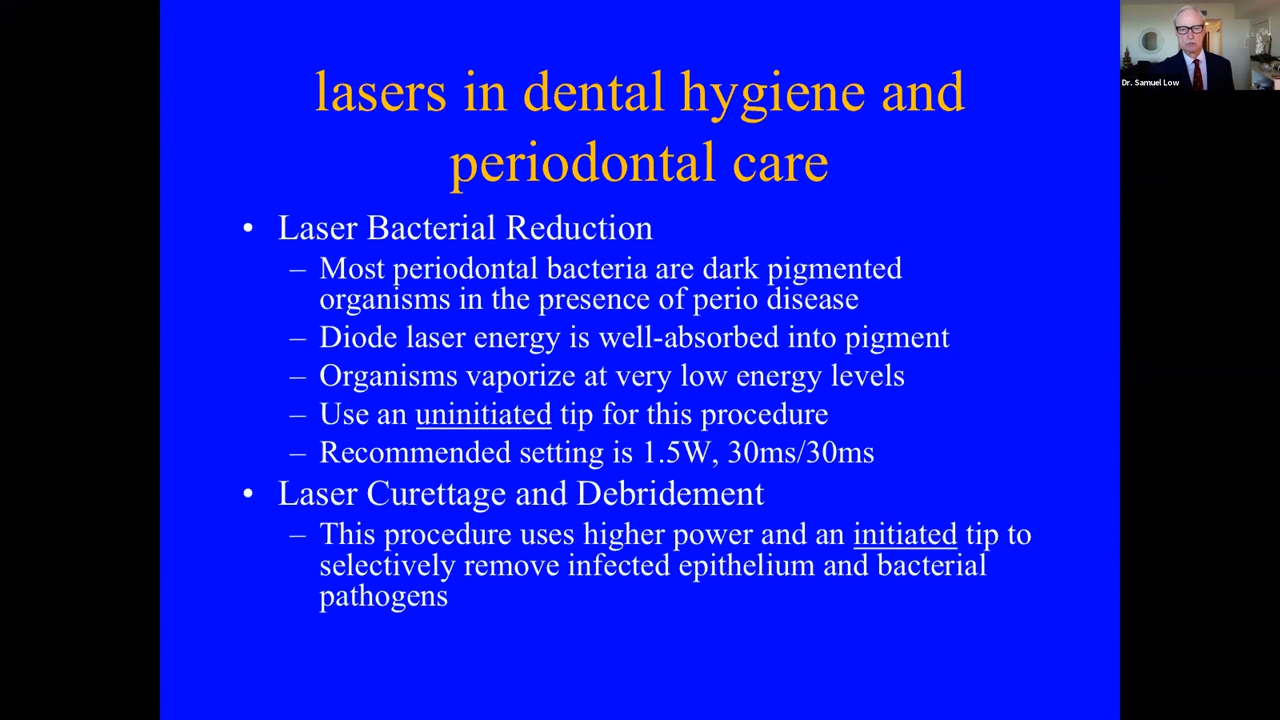 lasers in dental hygiene and
periodontal care
• Laser Bacterial Reduction
– Most periodontal bacteria are dark pigmented
organisms in the presence of perio disease
– Diode laser energy is well-absorbed into pigment
– Organisms vaporize at very low energy levels
– Use an uninitiated tip for this procedure
– Recommended setting is 1.5W, 30ms/30ms
• Laser Curettage and Debridement
– This procedure uses higher power and an initiated tip to
selectively remove infected epithelium and bacterial
pathogens
Dr. Samuel Low